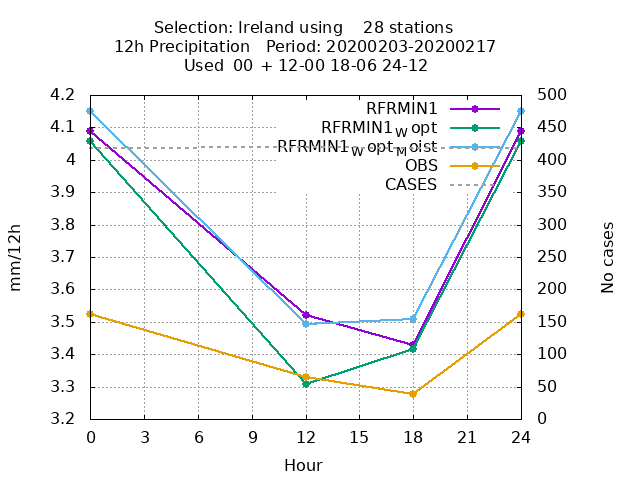 Selection: Ireland using 28 stations
12h Precipitation Period: 20200203-20200217
Used 00 + 12-00 18-06 24-12
4.2
4.1
4
3.9
3.8
3.7
3.6
3.5
3.4
3.3
3.2
mm/12h
RFRMIN1
RFRMIN1W opt
RFRMIN1W opt-Moist
OBS
CASES
500
450
400
350
300
250
200
150
100
50
0
No cases
0 3 6 9 12 15 18 21 24
Hour